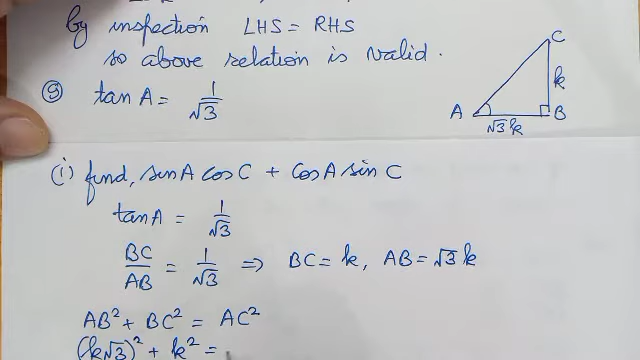 by inspection LHS = RHS
so above relation is valid.
⑨ tan A = 1/√3
C
k
A
B
√3 k
(i) find, sin A cos C + cos A sin C
tan A = 1/√3
BC/AB = 1/√3 ⇒ BC = k, AB = √3 k
AB² + BC² = AC²
(k√3)² + k² =